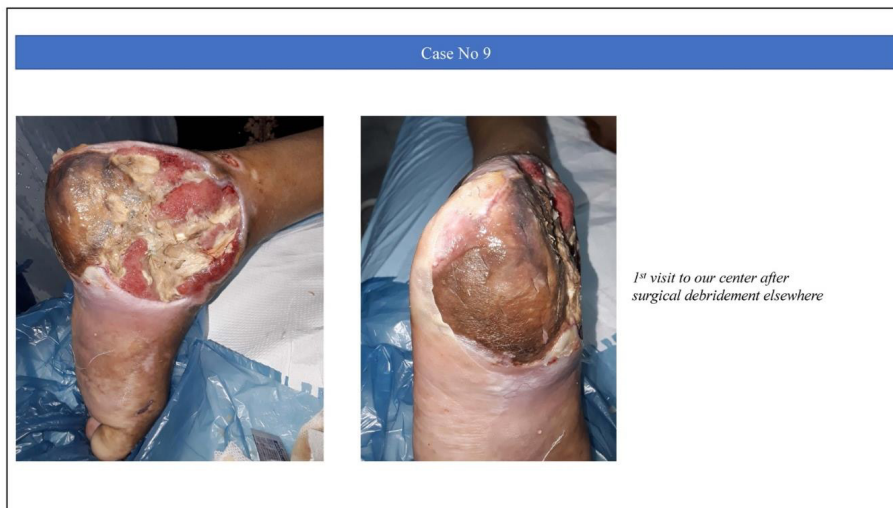 Case No 9
1st visit to our center after
surgical debridement elsewhere